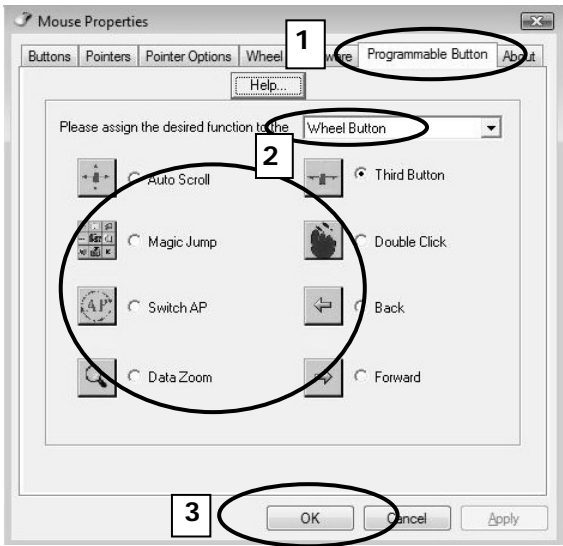 Mouse Properties
1
Buttons Pointers Pointer Options Wheel Programmable Button About
Help...
Please assign the desired function to the Wheel Button
2
Auto Scroll Third Button
Magic Jump Double Click
Switch AP Back
Data Zoom Forward
3
OK Cancel Apply